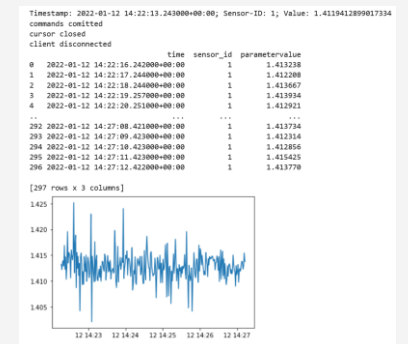 Timestamp: 2022-01-12 14:22:13.243000+00:00; Sensor-ID: 1; Value: 1.4119412899017334
commands comitted
cursor closed
client disconnected
time sensor_id parametervalue
0 2022-01-12 14:22:16.242000+00:00 1 1.413238
1 2022-01-12 14:22:17.244000+00:00 1 1.412208
2 2022-01-12 14:22:18.244000+00:00 1 1.413667
3 2022-01-12 14:22:19.257000+00:00 1 1.413934
4 2022-01-12 14:22:20.251000+00:00 1 1.412921
.. ... ... ...
292 2022-01-12 14:27:08.421000+00:00 1 1.413734
293 2022-01-12 14:27:09.423000+00:00 1 1.412314
294 2022-01-12 14:27:10.423000+00:00 1 1.412856
295 2022-01-12 14:27:11.423000+00:00 1 1.415425
296 2022-01-12 14:27:12.422000+00:00 1 1.413770
[297 rows x 3 columns]
1.425
1.420
1.415
1.410
1.405
12 14:23 12 14:24 12 14:25 12 14:26 12 14:27